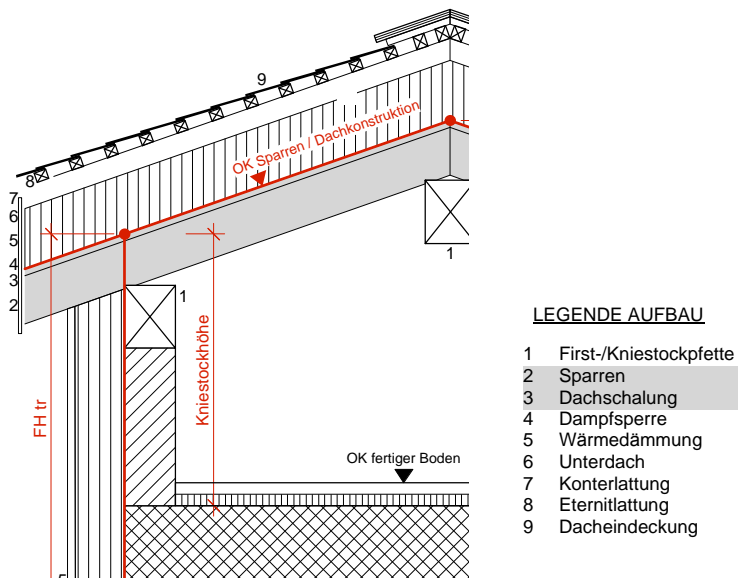 9
OK Sparren / Dachkonstruktion
8
7
6
5
4
3
2
1
1
Kniestockhöhe
FH tr
OK fertiger Boden
LEGENDE AUFBAU
1 First-/Kniestockpfette
2 Sparren
3 Dachschalung
4 Dampfsperre
5 Wärmedämmung
6 Unterdach
7 Konterlattung
8 Eternitlattung
9 Dacheindeckung